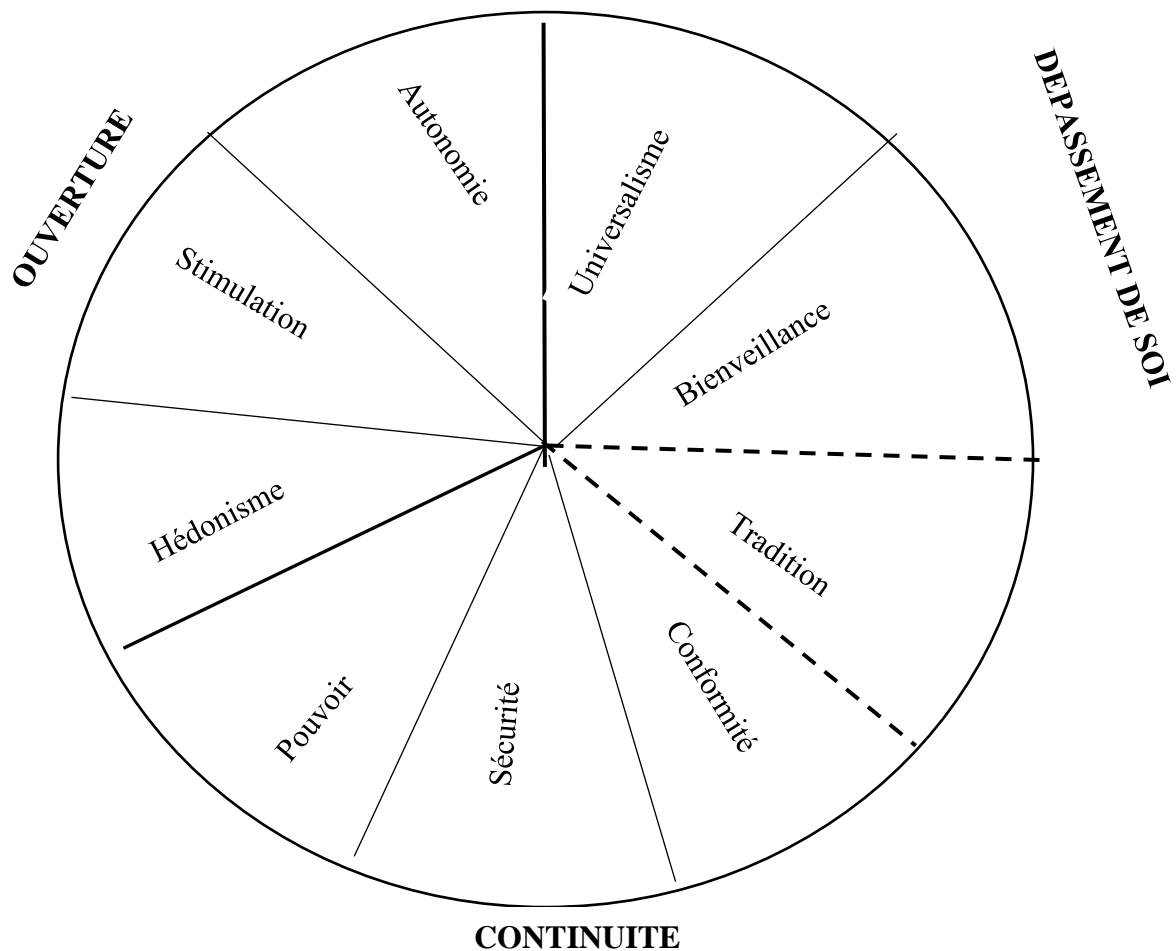 OUVERTURE
DEPASSEMENT DE SOI
Autonomie
Universalisme
Stimulation
Bienveillance
Hédonisme
Tradition
Pouvoir
Sécurité
Conformité
CONTINUITE